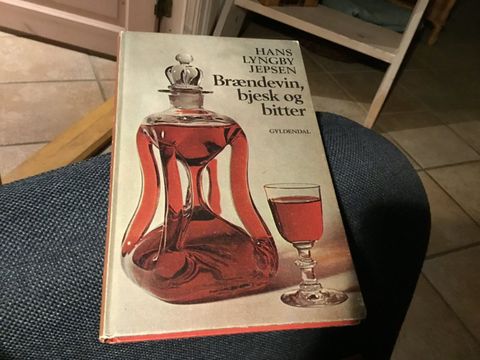 HANS
LYNGBY
JEPSEN
Brændevin,
bjesk og
bitter
GYLDENDAL